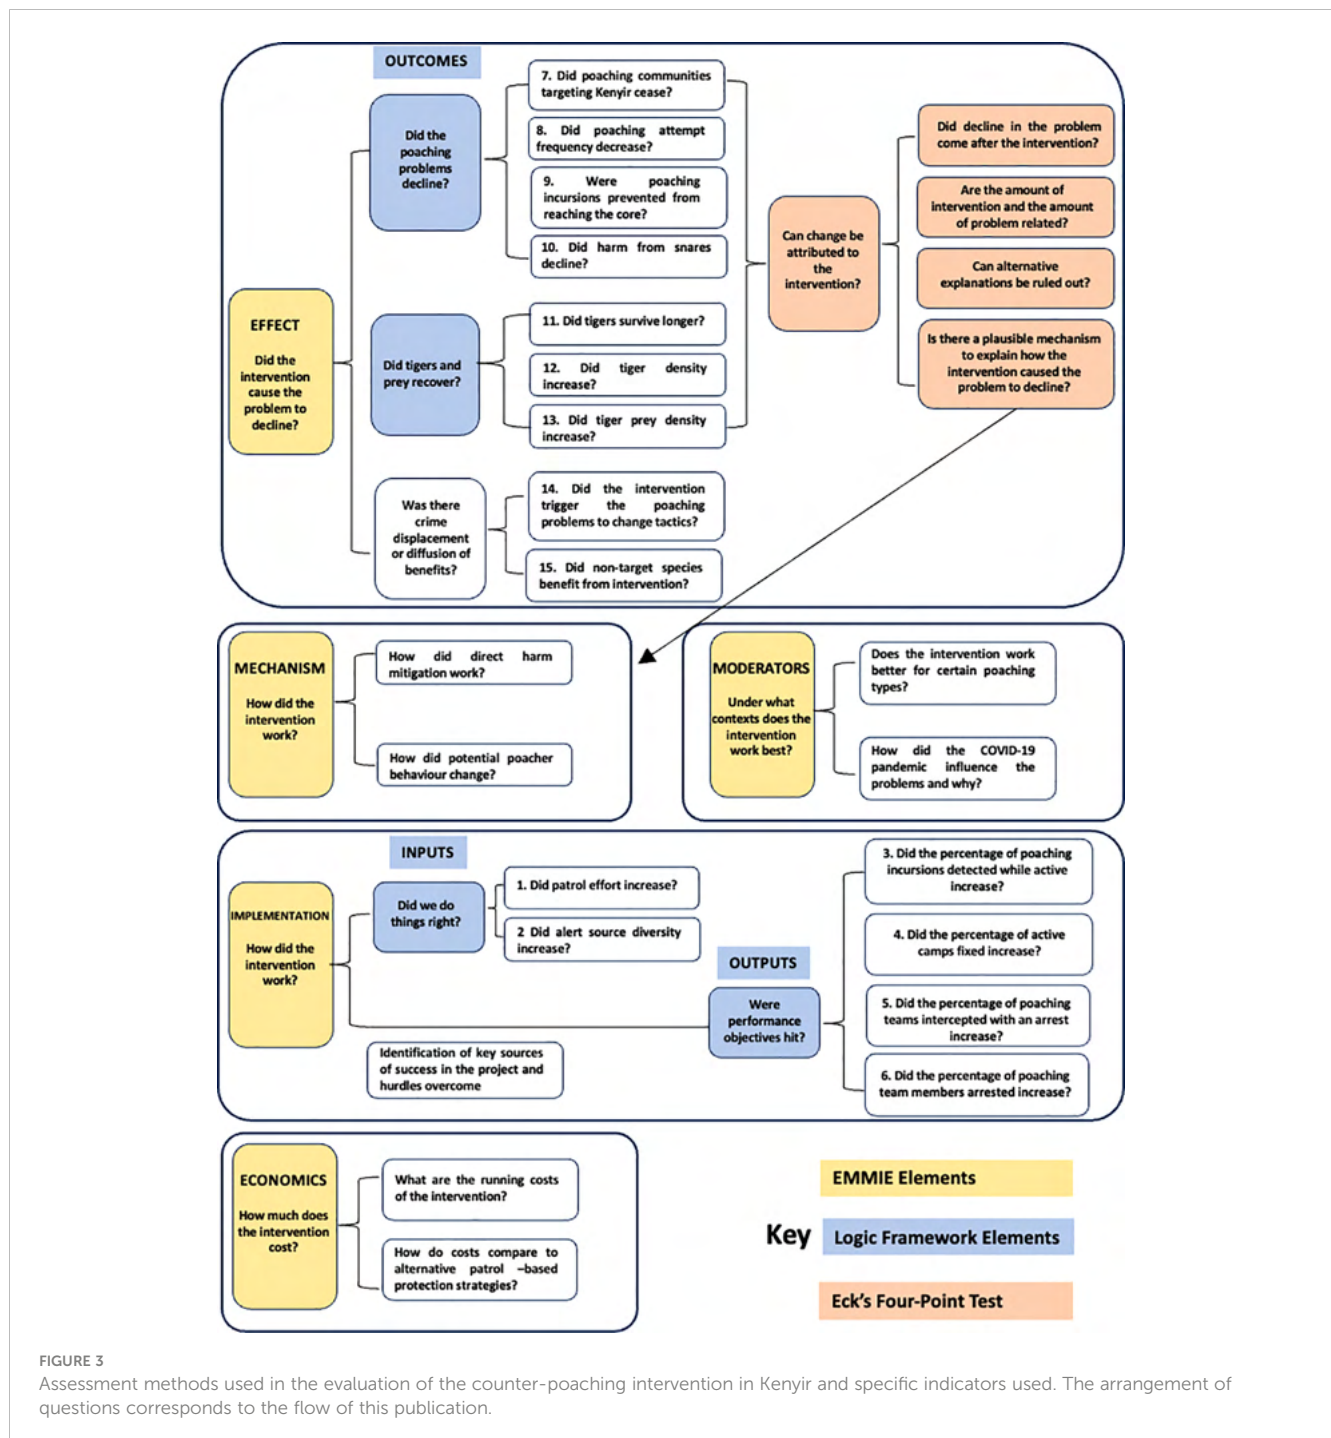 OUTCOMES
Did the
poaching
problems
decline?
7. Did poaching communities
targeting Kenyir cease?
8. Did poaching attempt
frequency decrease?
9. Were poaching
incursions prevented from
reaching the core?
10. Did harm from snares
decline?
EFFECT
Did the
intervention
cause the
problem to
decline?
Did tigers and
prey recover?
11. Did tigers survive longer?
12. Did tiger density
increase?
13. Did tiger prey density
increase?
Was there
crime
displacement
or diffusion of
benefits?
14. Did the intervention
trigger the poaching
problems to change tactics?
15. Did non-target species
benefit from intervention?
Can change be
attributed to
the
intervention?
Did decline in the problem
come after the intervention?
Are the amount of
intervention and the amount
of problem related?
Can alternative
explanations be ruled out?
Is there a plausible mechanism
to explain how the
intervention caused the
problem to decline?
MECHANISM
How did the
intervention
work?
How did direct harm
mitigation work?
How did potential poacher
behaviour change?
MODERATORS
Under what
contexts does the
intervention
work best?
Does the intervention work
better for certain poaching
types?
How did the COVID-19
pandemic influence the
problems and why?
INPUTS
IMPLEMENTATION
How did the
intervention
work?
Did we do
things right?
1. Did patrol effort increase?
2 Did alert source diversity
increase?
OUTPUTS
Were
performance
objectives hit?
3. Did the percentage of poaching
incursions detected while active
increase?
4. Did the percentage of active
camps fixed increase?
5. Did the percentage of poaching
teams intercepted with an arrest
increase?
6. Did the percentage of poaching
team members arrested increase?
Identification of key sources
of success in the project and
hurdles overcome
ECONOMICS
How much does
the intervention
cost?
What are the running costs
of the intervention?
How do costs compare to
alternative patrol –based
protection strategies?
Key
EMMIE Elements
Logic Framework Elements
Eck's Four-Point Test
FIGURE 3
Assessment methods used in the evaluation of the counter-poaching intervention in Kenyir and specific indicators used. The arrangement of
questions corresponds to the flow of this publication.